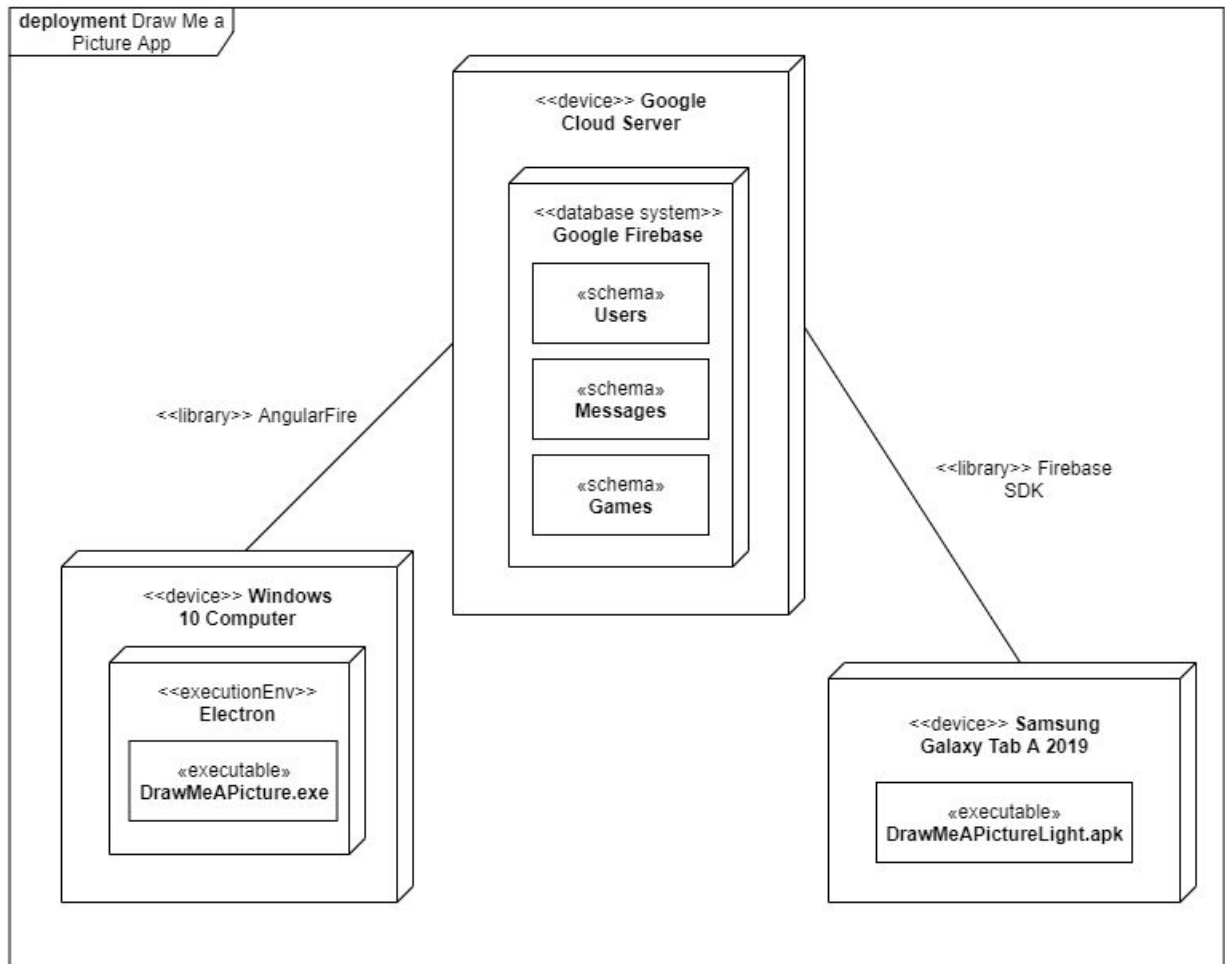 deployment Draw Me a
Picture App
<<device>> Google
Cloud Server
<<database system>>
Google Firebase
«schema»
Users
«schema»
Messages
«schema»
Games
<<library>> AngularFire
<<library>> Firebase
SDK
<<device>> Windows
10 Computer
<<executionEnv>>
Electron
«executable»
DrawMeAPicture.exe
<<device>> Samsung
Galaxy Tab A 2019
«executable»
DrawMeAPictureLight.apk